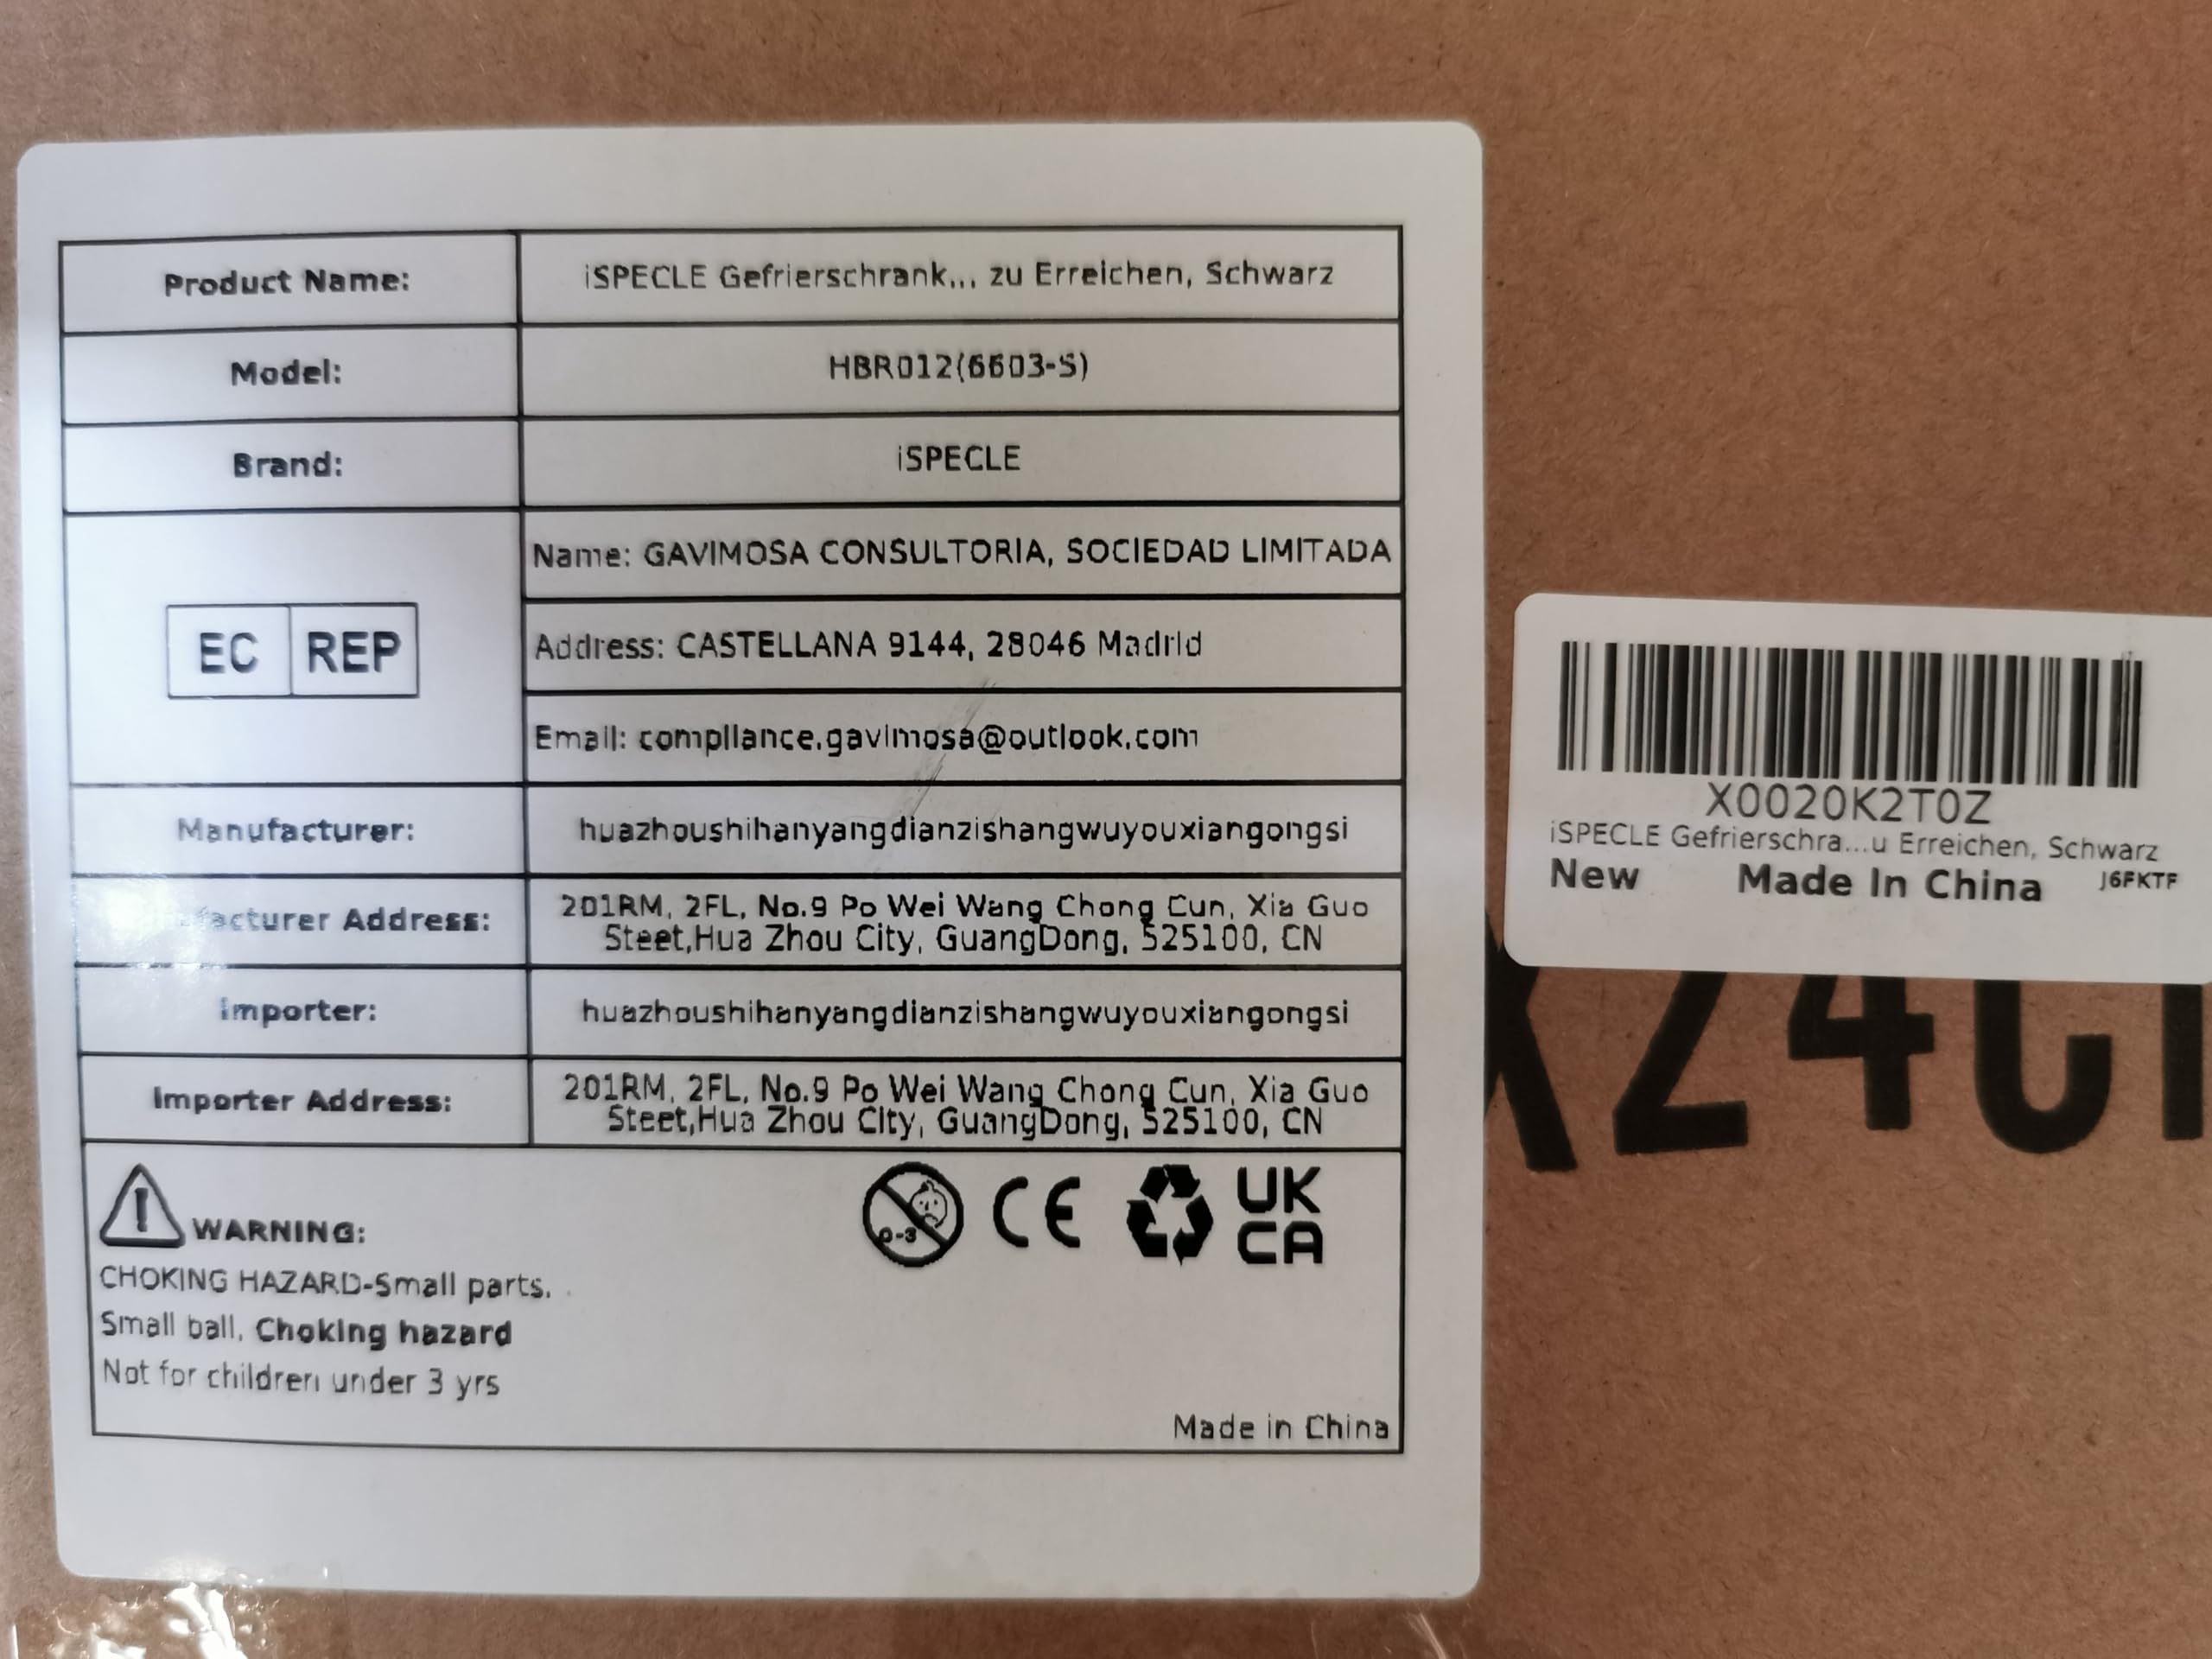 Product Name: iSPECLE Gefrierschrank... zu Erreichen, Schwarz
Model: HBR012(6603-S)
Brand: iSPECLE
EC REP
Name: GAVIMOSA CONSULTORIA, SOCIEDAD LIMITADA
Address: CASTELLANA 9144, 28046 Madrid
Email: compliance.gavimosa@outlook.com
Manufacturer: huazhoushihanyangdianzishangwuyouxiangongsi
facturer Address: 201RM, 2FL, No.9 Po Wei Wang Chong Cun, Xia Guo
Steet,Hua Zhou City, GuangDong, 525100, CN
Importer: huazhoushihanyangdianzishangwuyouxiangongsi
Importer Address: 201RM, 2FL, No.9 Po Wei Wang Chong Cun, Xia Guo
Steet,Hua Zhou City, GuangDong, 525100, CN
WARNING:
0-3 CE UK
CA
CHOKING HAZARD-Small parts.
Small ball. Choking hazard
Not for children under 3 yrs
Made in China
X0020K2T0Z
iSPECLE Gefrierschra...u Erreichen, Schwarz
New Made In China J6FKTF